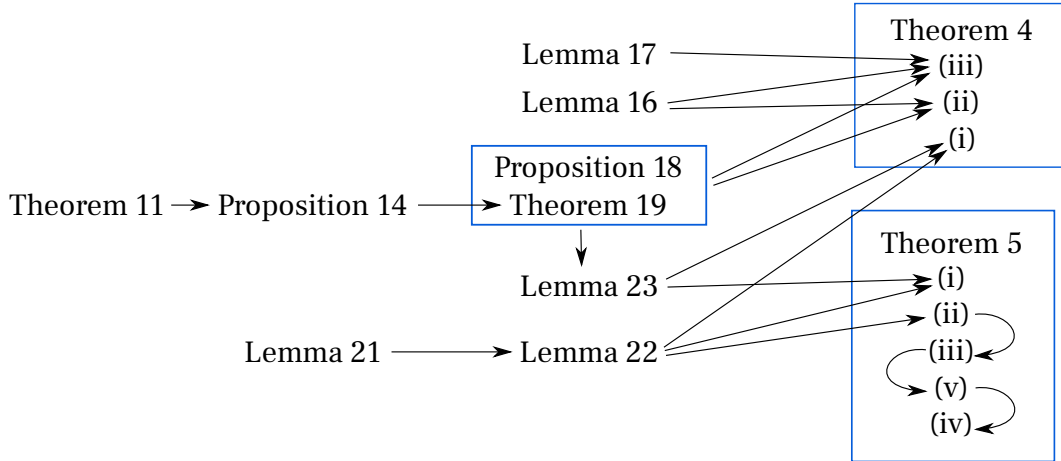 Theorem 4
Lemma 17
(iii)
Lemma 16
(ii)
(i)
Proposition 18
Theorem 11
Proposition 14
Theorem 19
Theorem 5
Lemma 23
(i)
(ii)
Lemma 21
Lemma 22
(iii)
(v)
(iv)